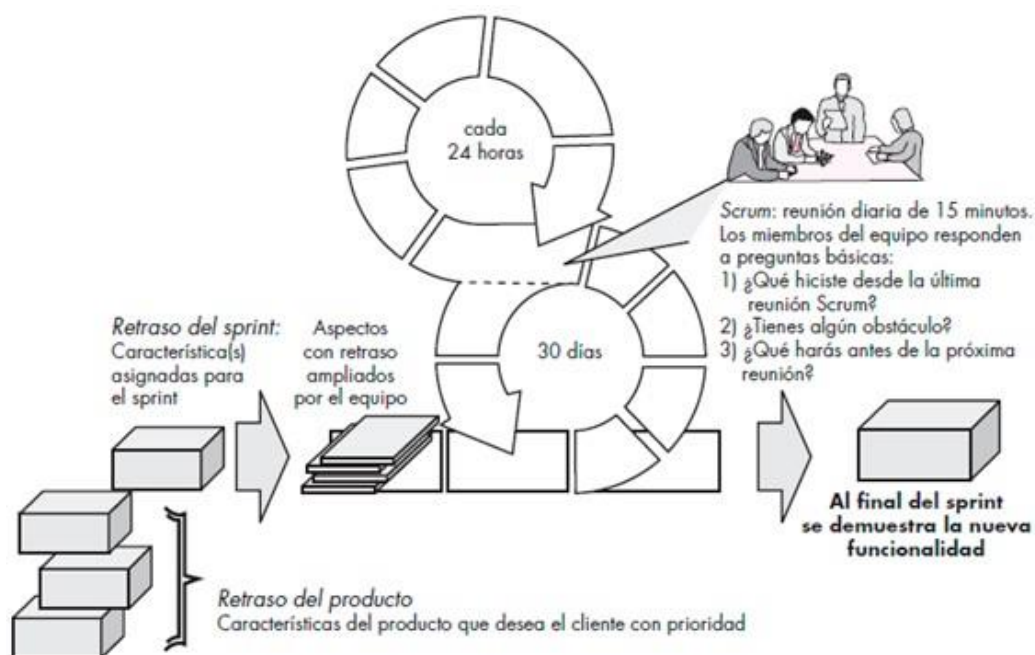 cada
24 horas
Scrum: reunión diaria de 15 minutos.
Los miembros del equipo responden
a preguntas básicas:
1) ¿Qué hiciste desde la última
reunión Scrum?
2) ¿Tienes algún obstáculo?
3) ¿Qué harás antes de la próxima
reunión?
Retraso del sprint:
Característica(s)
asignadas para
el sprint
Aspectos
con retraso
ampliados
por el equipo
30 días
Al final del sprint
se demuestra la nueva
funcionalidad
Retraso del producto
Características del producto que desea el cliente con prioridad